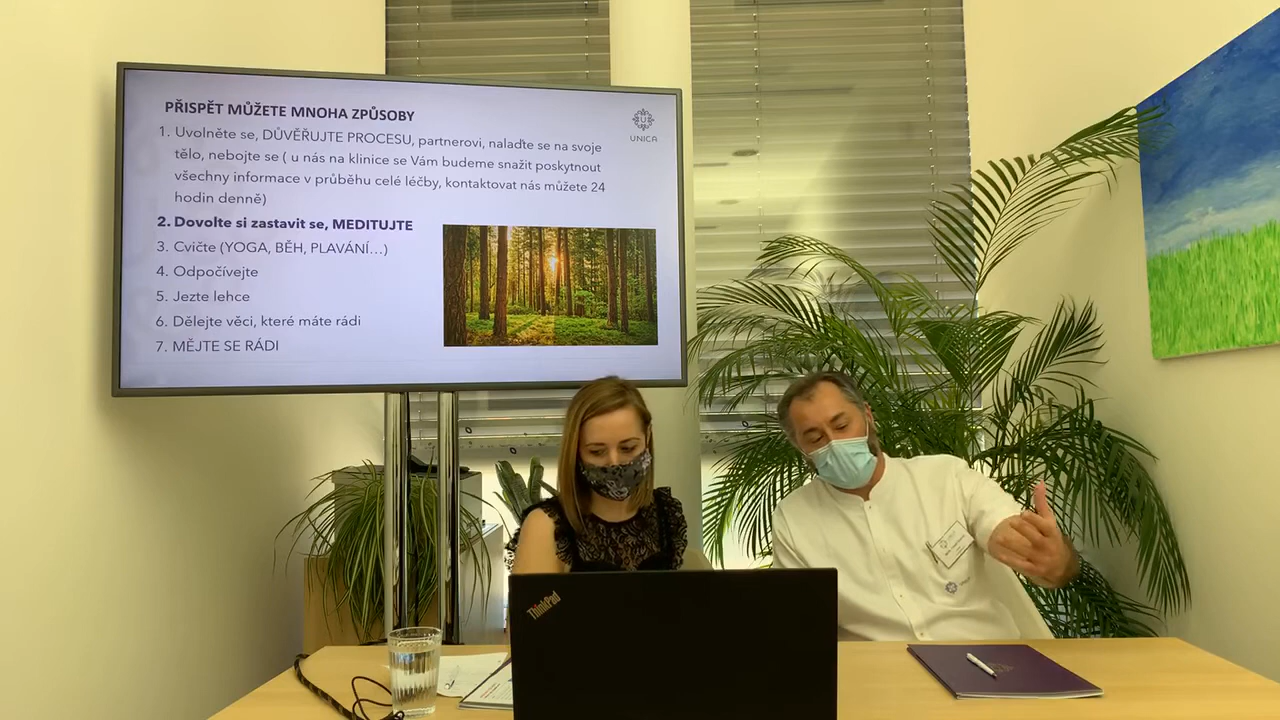 PŘISPĚT MŮŽETE MNOHA ZPŮSOBY
UNICA
1. Uvolněte se, DŮVĚŘUJTE PROCESU, partnerovi, nalaďte se na svoje
tělo, nebojte se ( u nás na klinice se Vám budeme snažit poskytnout
všechny informace v průběhu celé léčby, kontaktovat nás můžete 24
hodin denně)
2. Dovolte si zastavit se, MEDITUJTE
3. Cvičte (YOGA, BĚH, PLAVÁNÍ...)
4. Odpočívejte
5. Jezte lehce
6. Dělejte věci, které máte rádi
7. MĚJTE SE RÁDI
ThinkPad